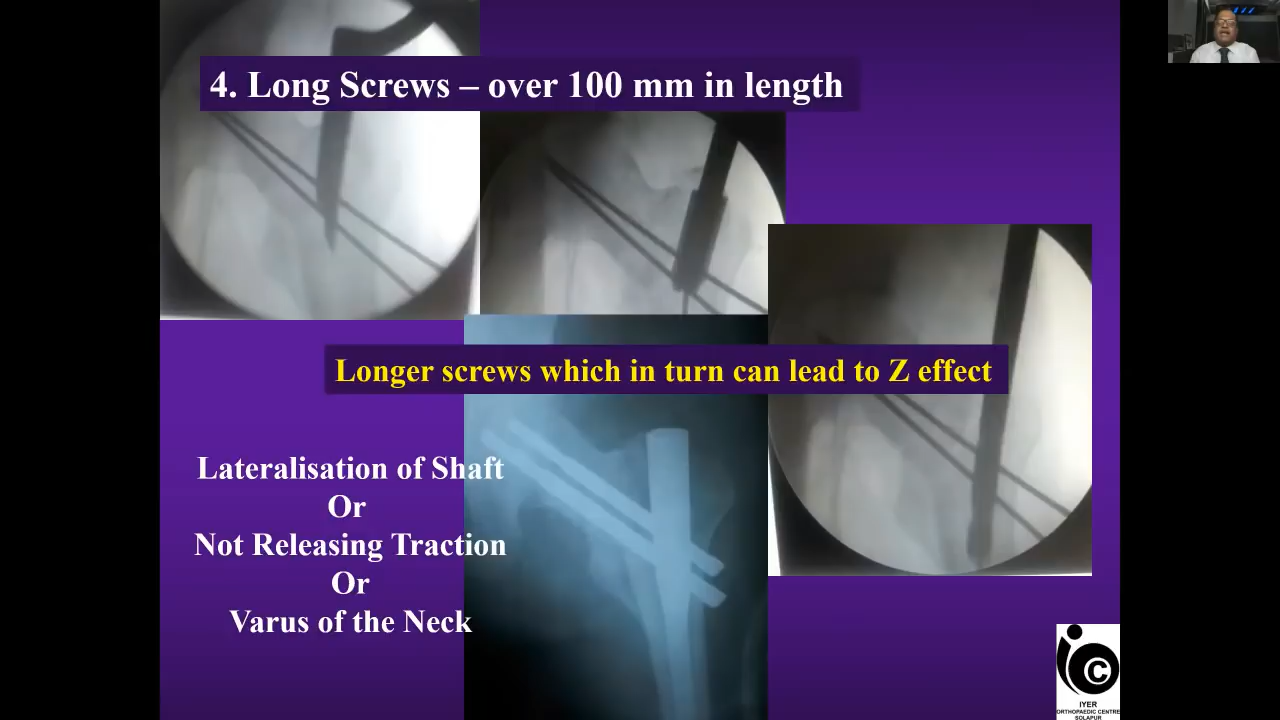 4. Long Screws – over 100 mm in length
Longer screws which in turn can lead to Z effect
Lateralisation of Shaft
Or
Not Releasing Traction
Or
Varus of the Neck
C
IYER
ORTHOPAEDIC CENTRE
SOLAPUR